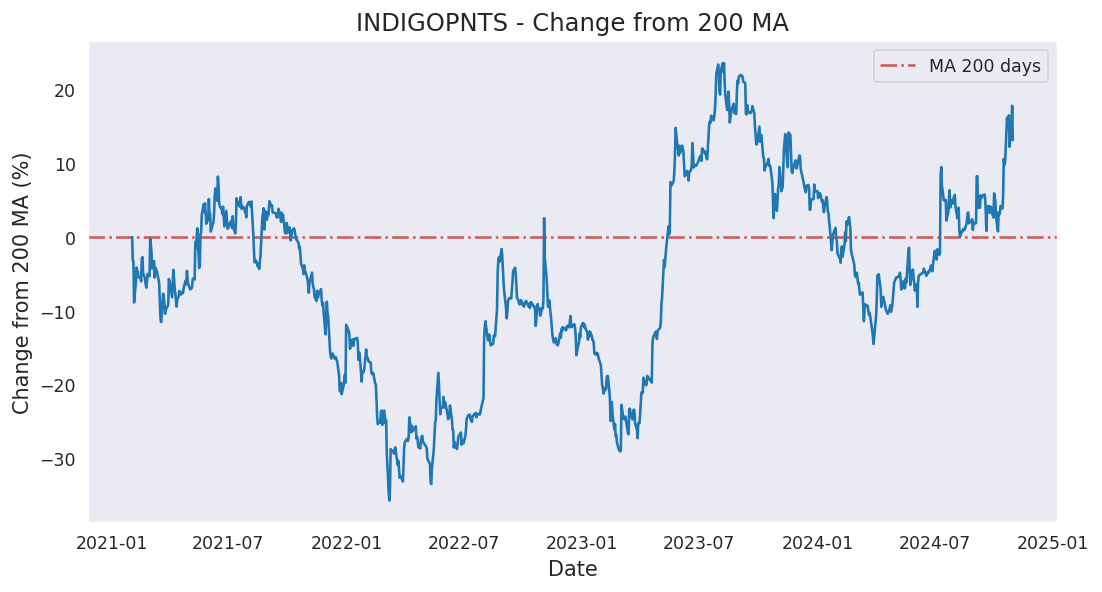 INDIGOPNTS - Change from 200 MA
MA 200 days
Change from 200 MA (%)
20
10
0
−10
−20
−30
2021-01 2021-07 2022-01 2022-07 2023-01 2023-07 2024-01 2024-07 2025-01
Date